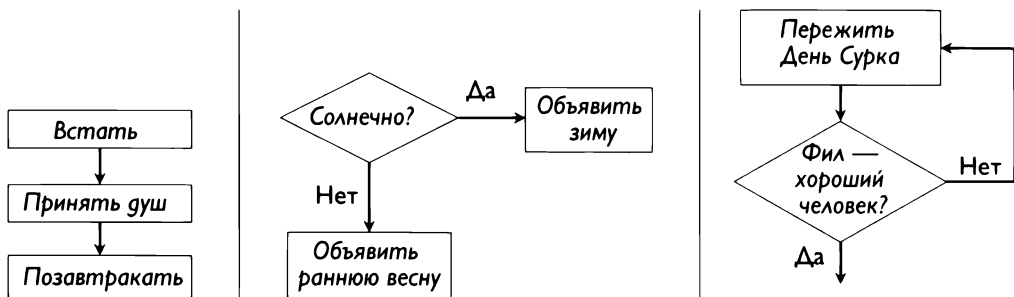 Встать
Принять душ
Позавтракать
Солнечно?
Да
Объявить
зиму
Нет
Объявить
раннюю весну
Пережить
День Сурка
Фил —
хороший
человек?
Нет
Да